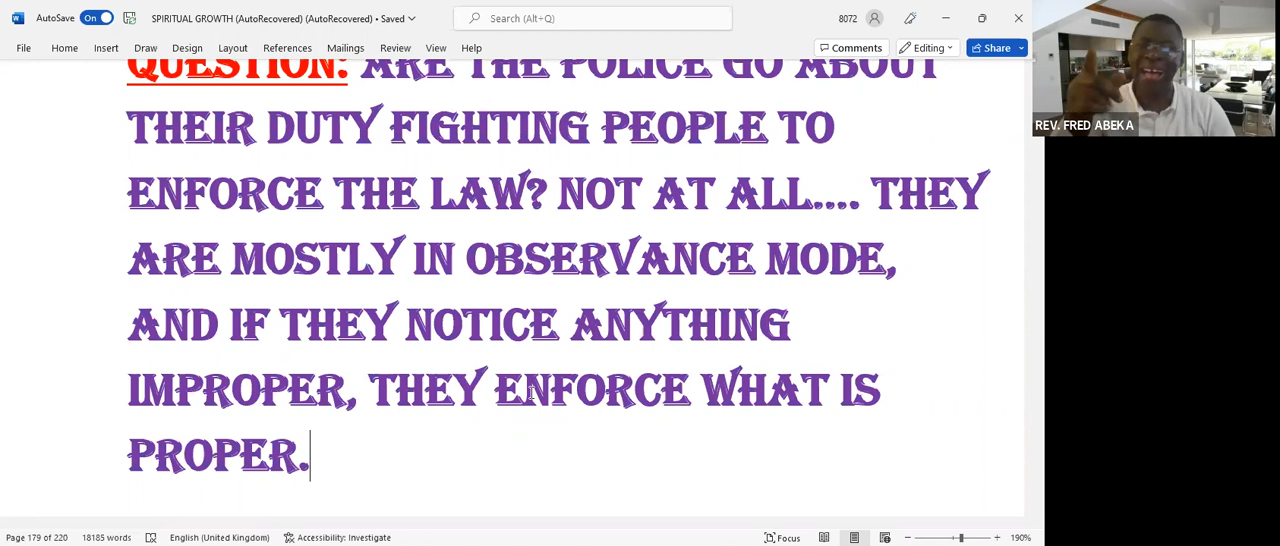 AutoSave On SPIRITUAL GROWTH (AutoRecovered) (AutoRecovered) • Saved Search (Alt+Q) 8072
File Home Insert Draw Design Layout References Mailings Review View Help Comments Editing Share
QUESTION: ARE THE POLICE GO ABOUT
THEIR DUTY FIGHTING PEOPLE TO
ENFORCE THE LAW? NOT AT ALL.... THEY
ARE MOSTLY IN OBSERVANCE MODE,
AND IF THEY NOTICE ANYTHING
IMPROPER, THEY ENFORCE WHAT IS
PROPER.
REV. FRED ABEKA
Page 179 of 220 18185 words English (United Kingdom) Accessibility: Investigate Focus 190%